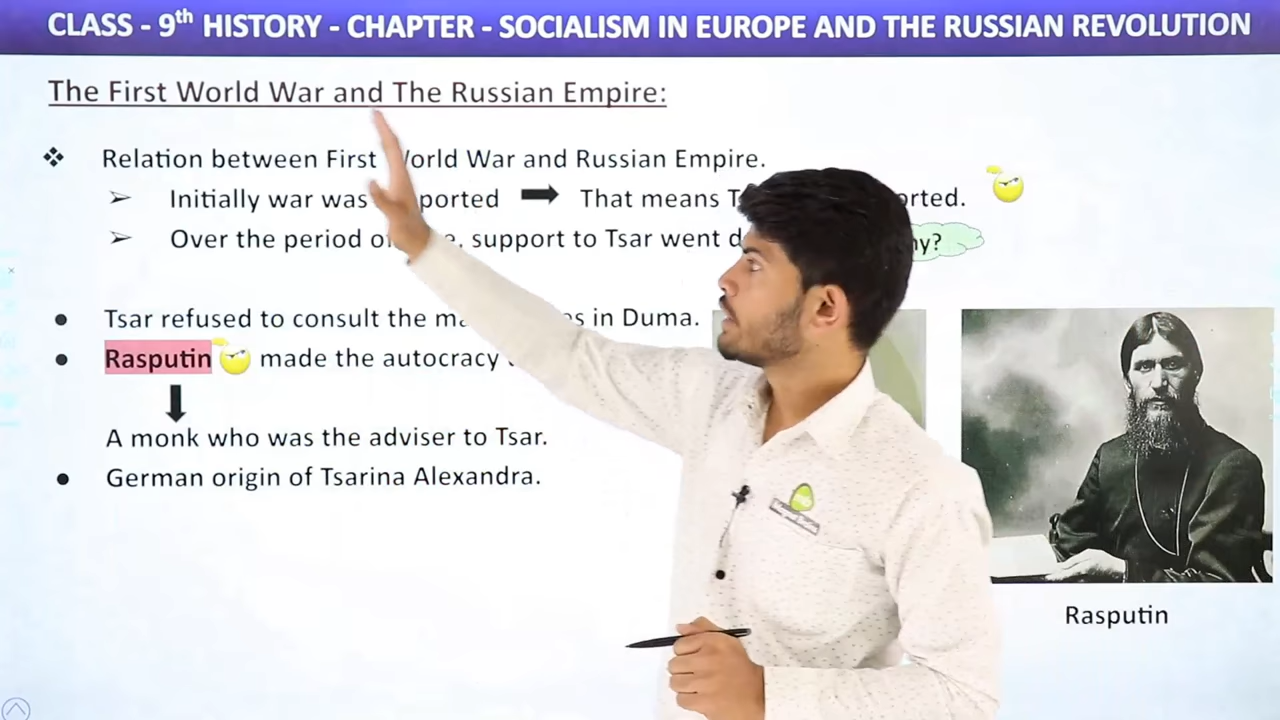 CLASS - 9th HISTORY - CHAPTER - SOCIALISM IN EUROPE AND THE RUSSIAN REVOLUTION
The First World War and The Russian Empire:
❖ Relation between First World War and Russian Empire.
➢ Initially war was ported ➡ That means T orted.
➢ Over the period o e, support to Tsar went d y?
• Tsar refused to consult the ma s in Duma.
• Rasputin made the autocracy
A monk who was the adviser to Tsar.
• German origin of Tsarina Alexandra.
Rasputin